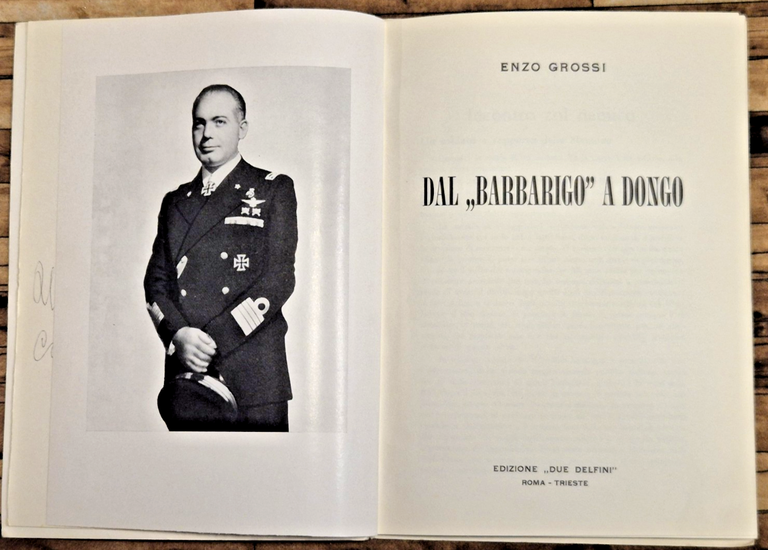 ENZO GROSSI
DAL „BARBARIGO” A DONGO
EDIZIONE „DUE DELFINI“
ROMA - TRIESTE